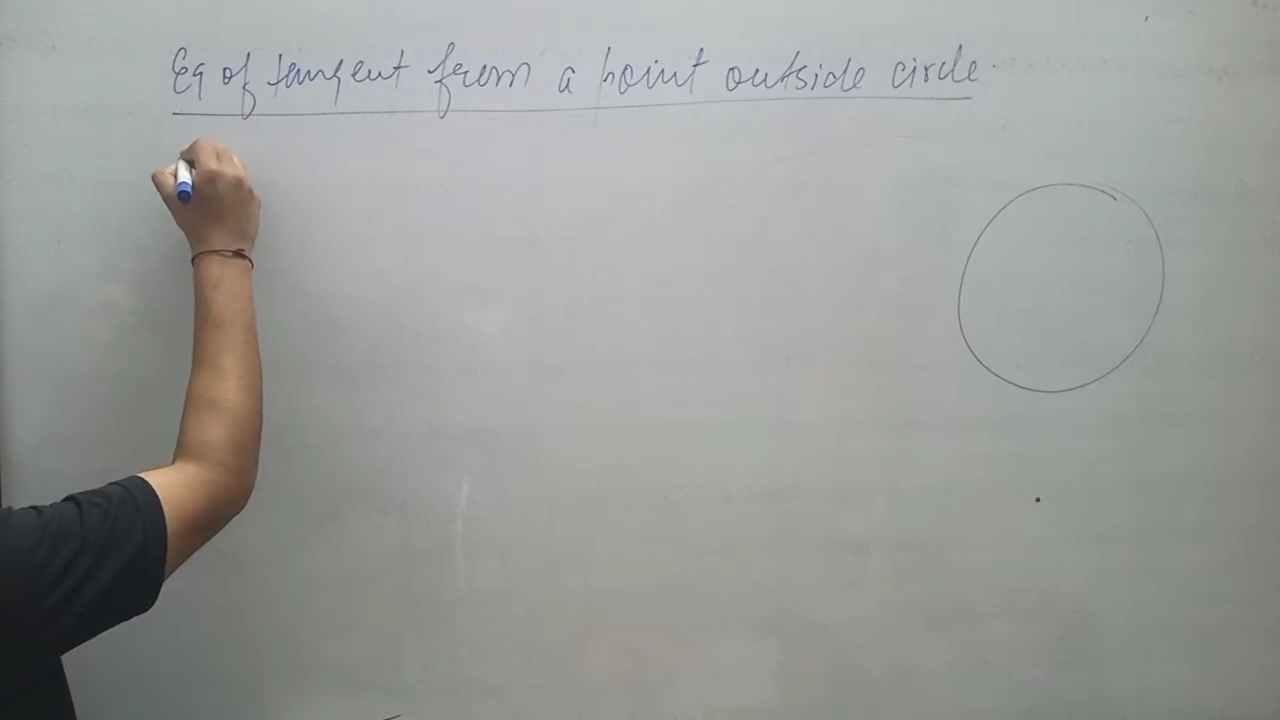 Eq of tangent from a point outside circle.